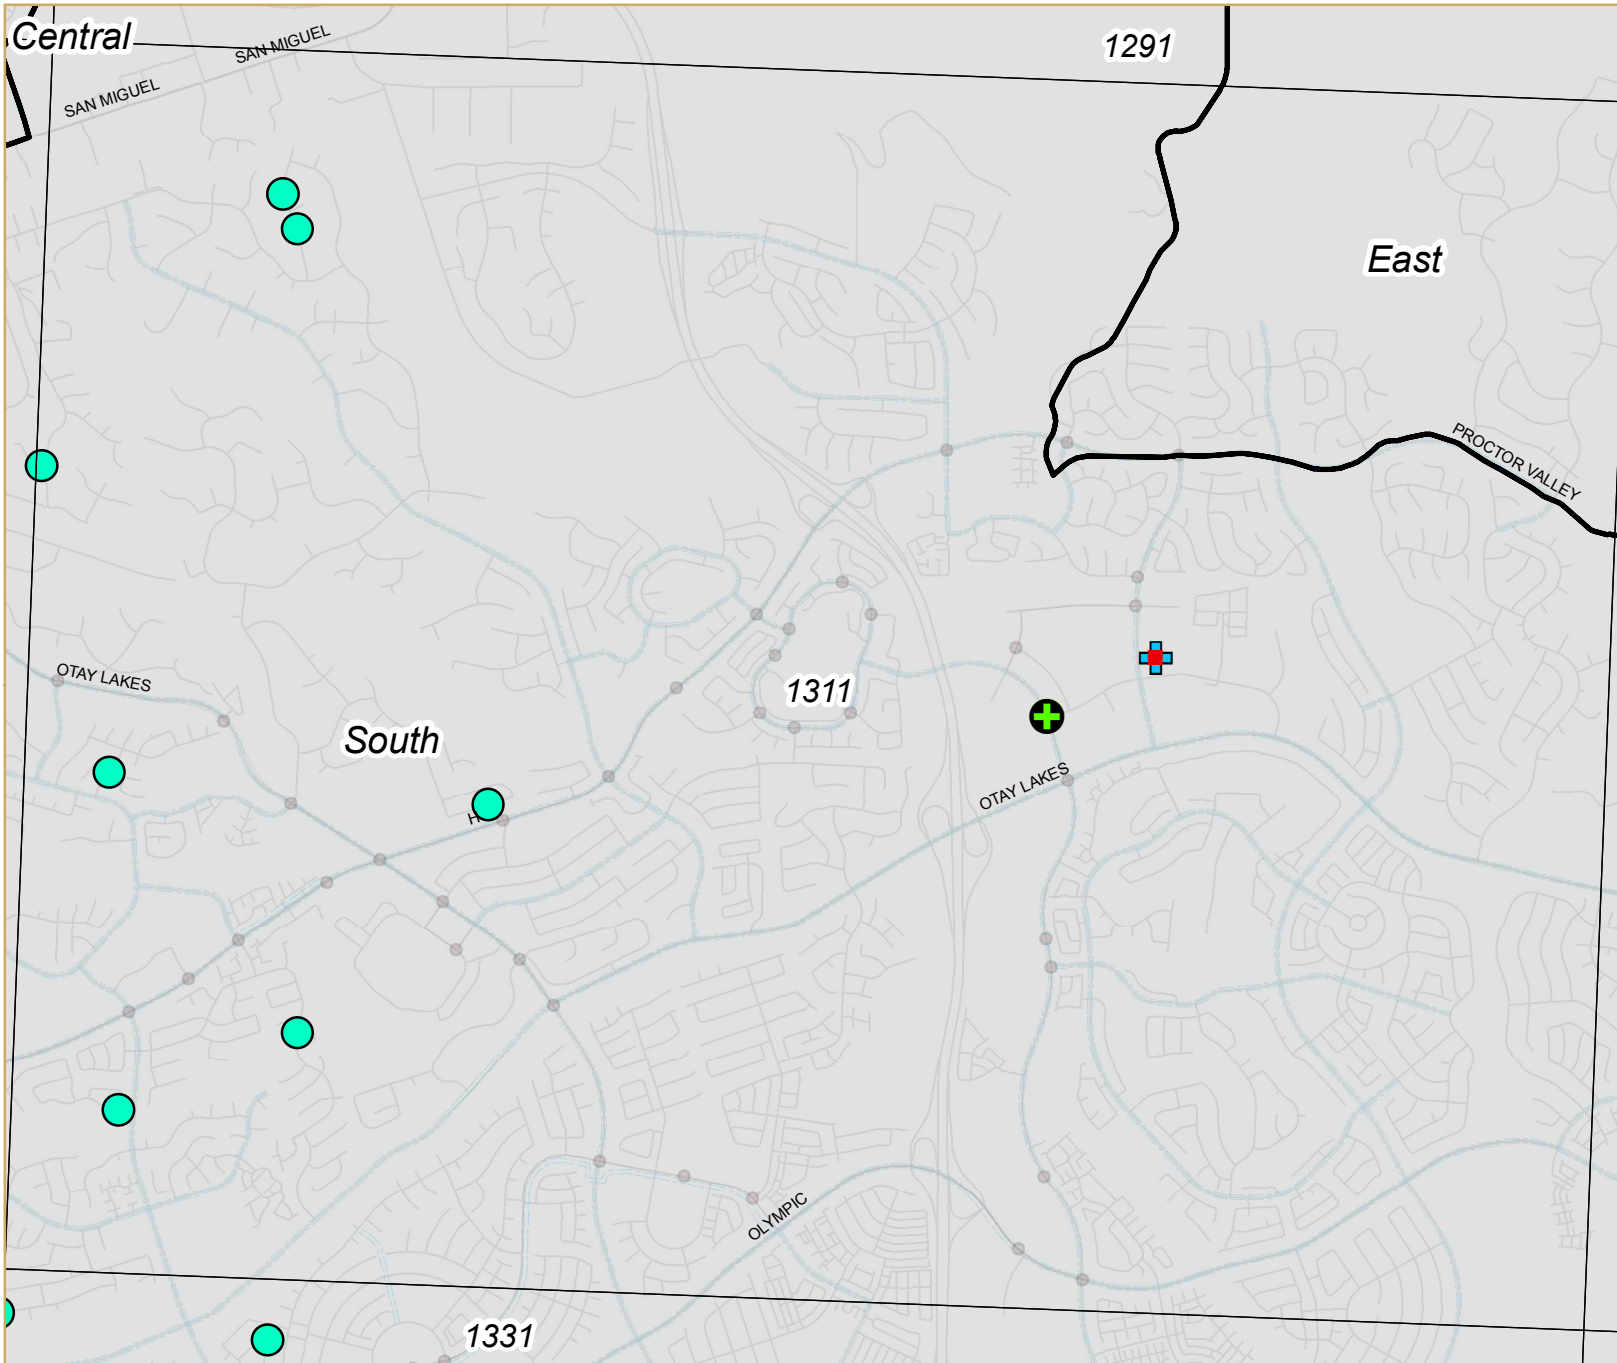 Central
SAN MIGUEL
1291
SAN MIGUEL
East
PROCTOR VALLEY
OTAY LAKES
1311
South
OTAY LAKES
OLYMPIC
1331